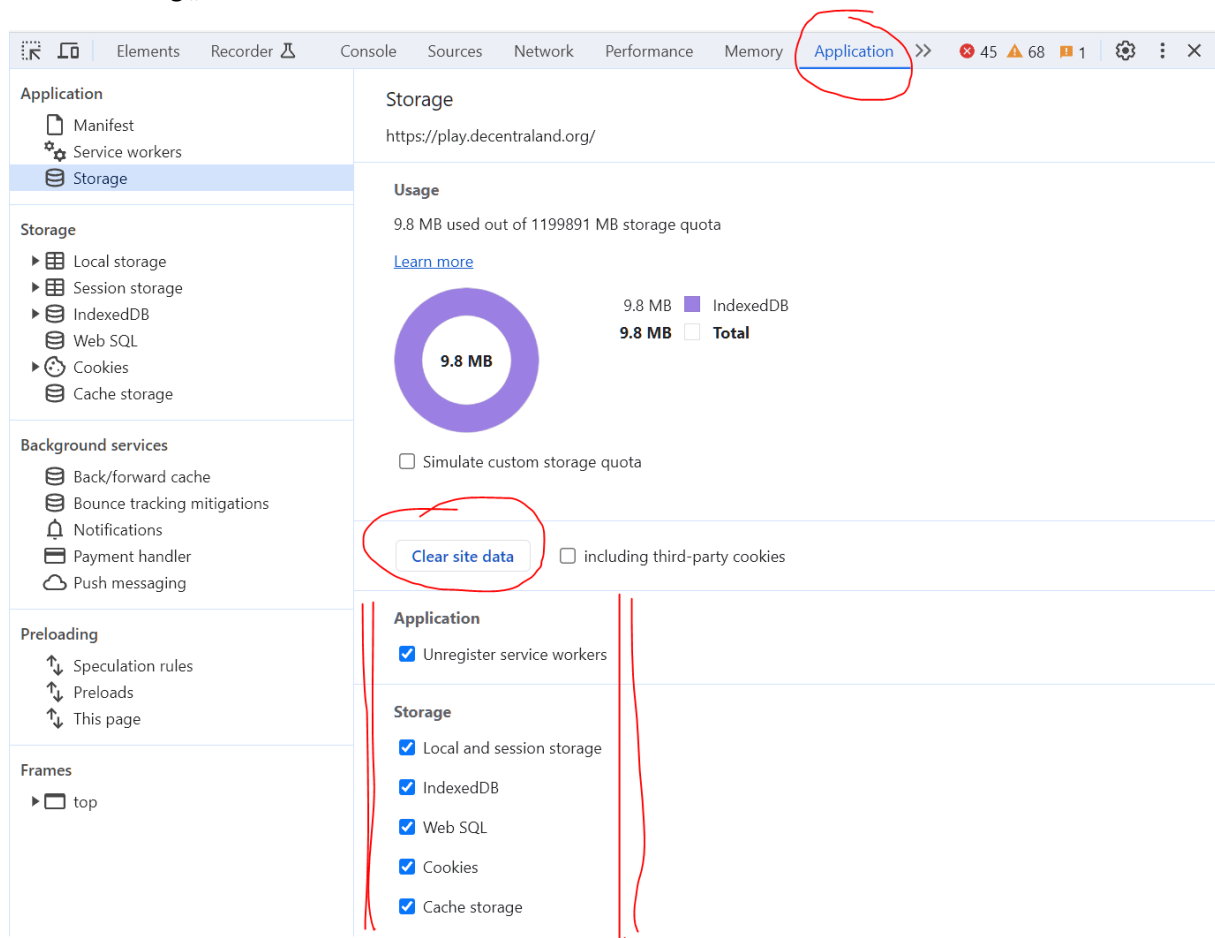 Elements Recorder Console Sources Network Performance Memory Application 45 68 1
Application
Manifest
Service workers
Storage
Storage
Local storage
Session storage
IndexedDB
Web SQL
Cookies
Cache storage
Background services
Back/forward cache
Bounce tracking mitigations
Notifications
Payment handler
Push messaging
Preloading
Speculation rules
Preloads
This page
Frames
top
Storage
https://play.decentraland.org/
Usage
9.8 MB used out of 1199891 MB storage quota
Learn more
9.8 MB
9.8 MB IndexedDB
9.8 MB Total
Simulate custom storage quota
Clear site data including third-party cookies
Application
Unregister service workers
Storage
Local and session storage
IndexedDB
Web SQL
Cookies
Cache storage